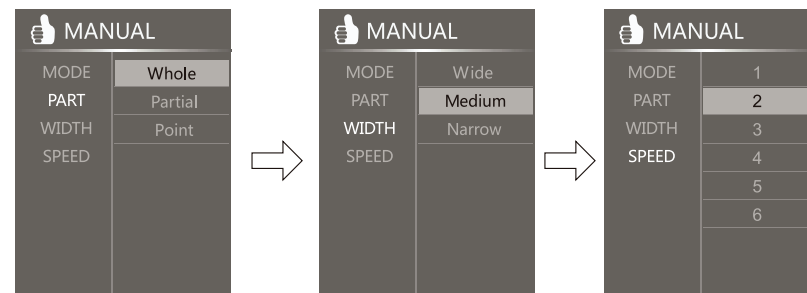 MANUAL
MODE
PART
WIDTH
SPEED
Whole
Partial
Point
MANUAL
MODE
PART
WIDTH
SPEED
Wide
Medium
Narrow
MANUAL
MODE
PART
WIDTH
SPEED
1
2
3
4
5
6